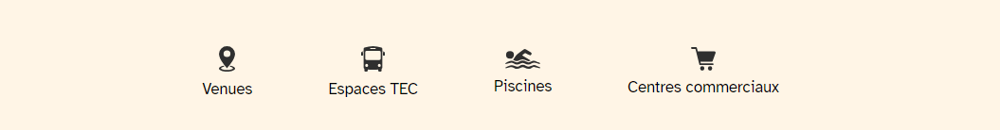 Venues
Espaces TEC
Piscines
Centres commerciaux